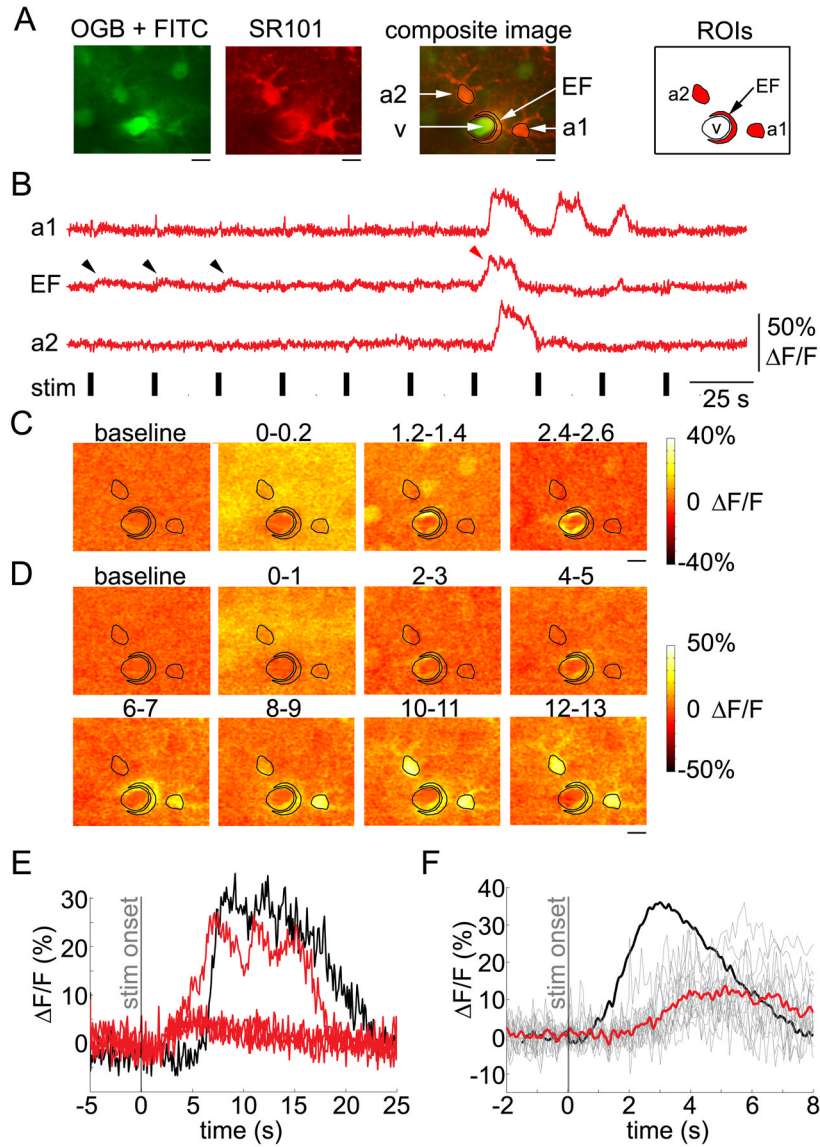 A
OGB + FITC SR101 composite image ROIs
a2 EF
v a1
a2 EF
v a1
B
a1
EF
a2
50%
ΔF/F
stim
25 s
C
baseline 0-0.2 1.2-1.4 2.4-2.6
40%
0 ΔF/F
-40%
D
baseline 0-1 2-3 4-5
50%
0 ΔF/F
-50%
6-7 8-9 10-11 12-13
E
ΔF/F (%)
30
20
10
0
stim onset
-5 0 5 10 15 20 25
time (s)
F
ΔF/F (%)
40
30
20
10
0
-10
stim onset
-2 0 2 4 6 8
time (s)